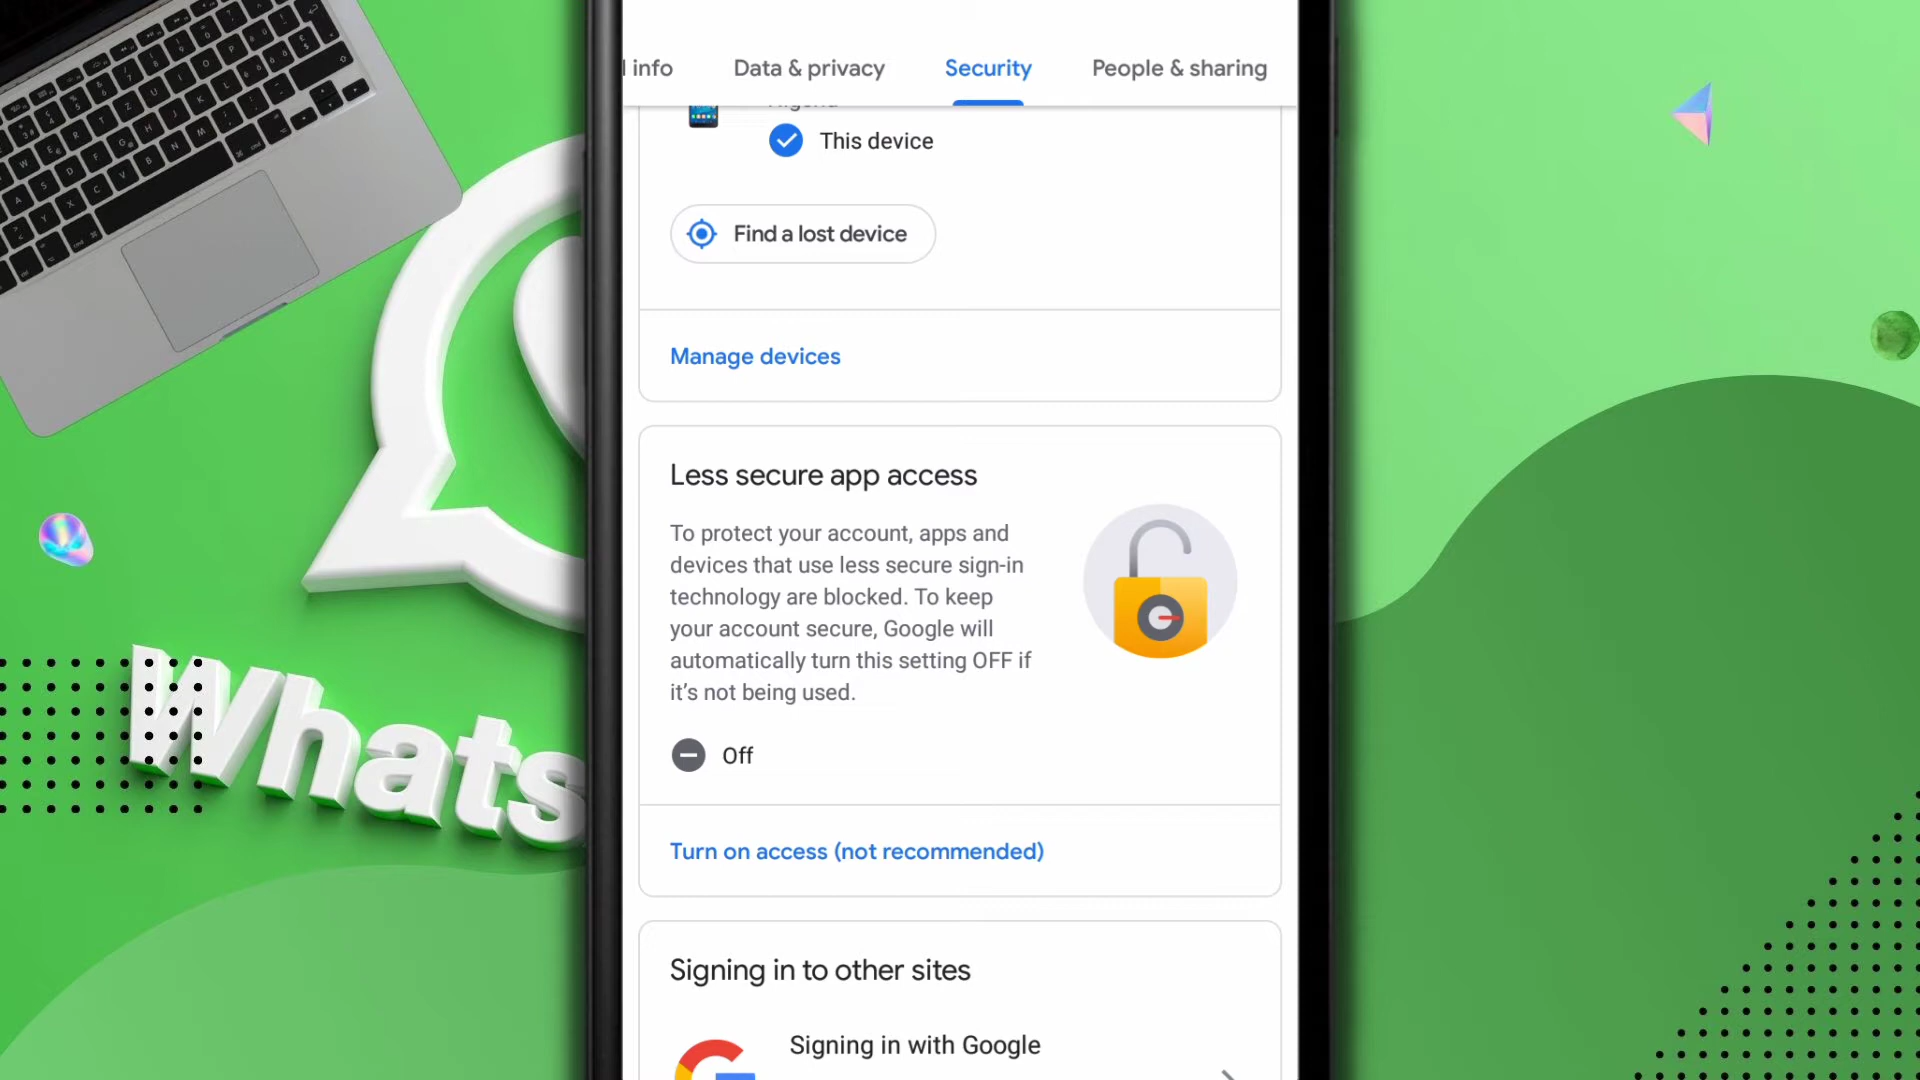 l info
Data & privacy
Security
People & sharing
This device
Find a lost device
Manage devices
Less secure app access
To protect your account, apps and
devices that use less secure sign-in
technology are blocked. To keep
your account secure, Google will
automatically turn this setting OFF if
it's not being used.
Off
Turn on access (not recommended)
Signing in to other sites
Signing in with Google
Whats